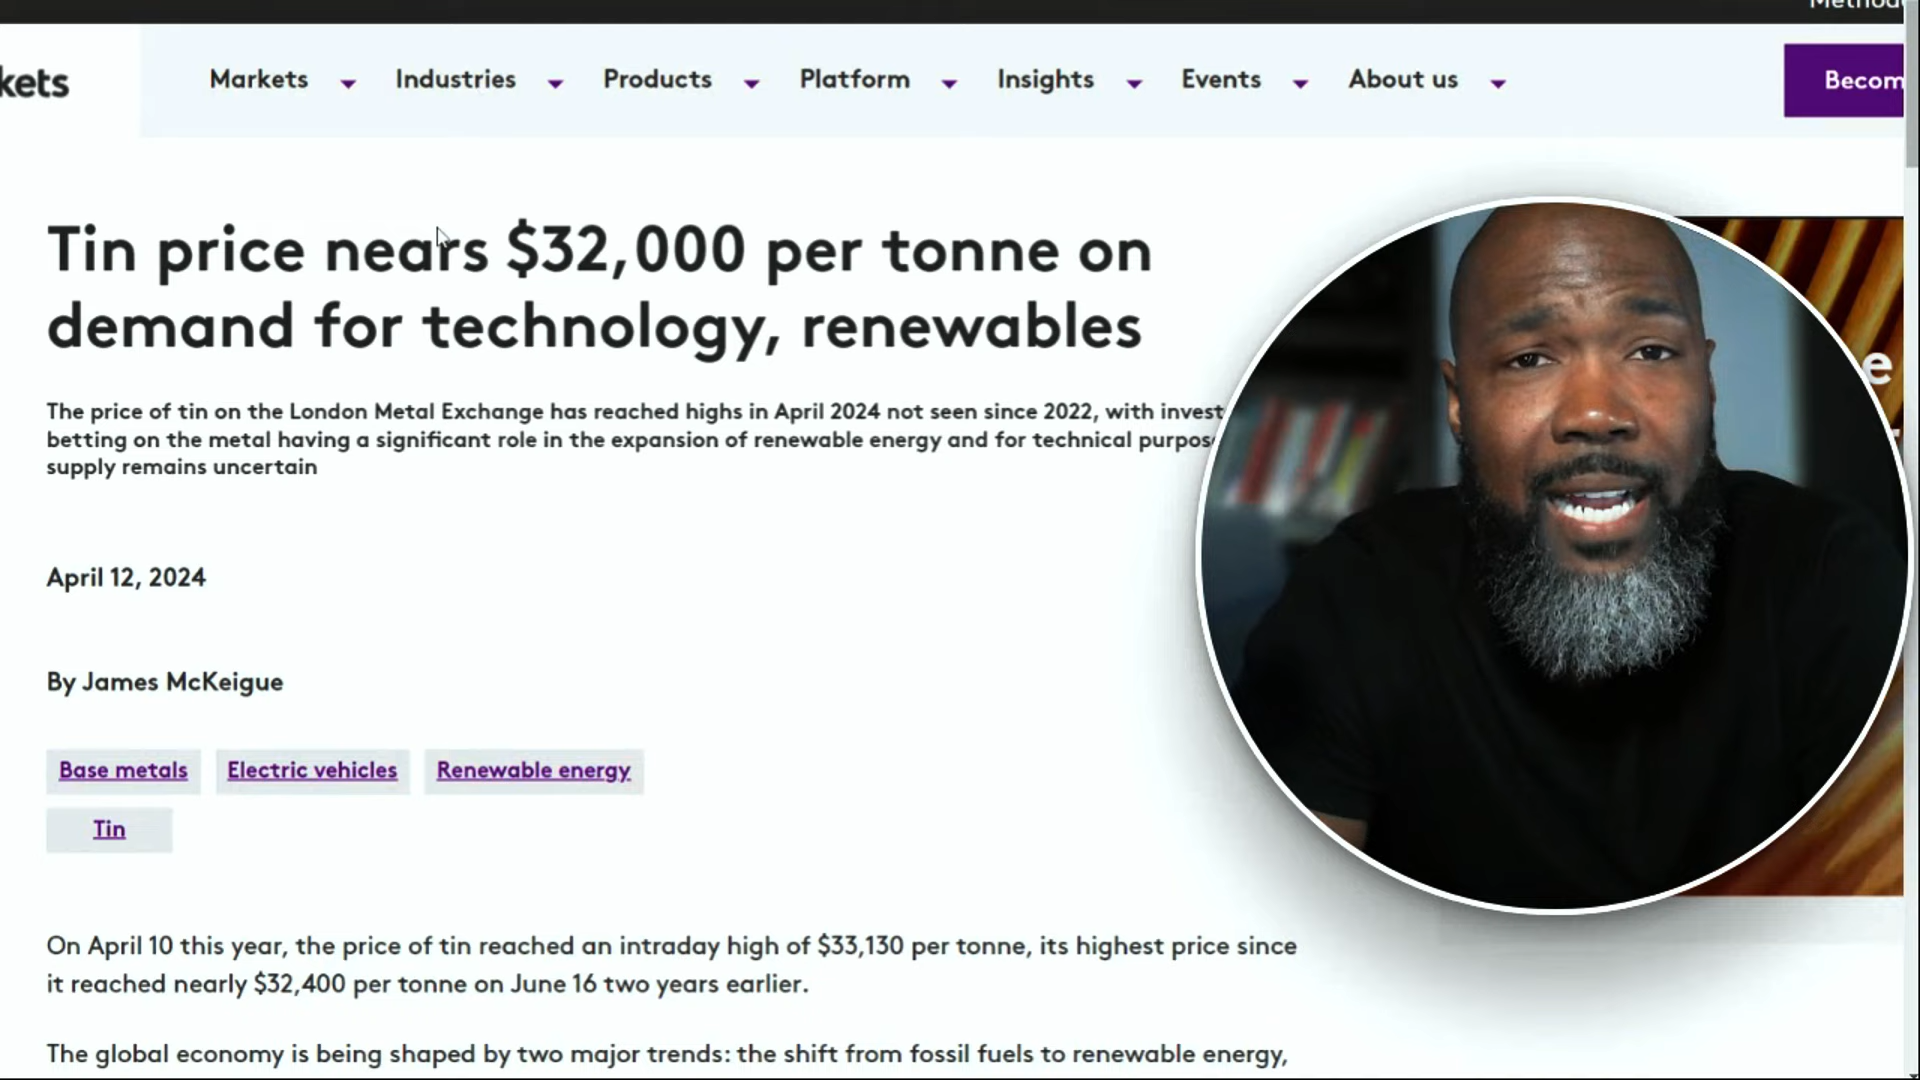 kets
Markets
Industries
Products
Platform
Insights
Events
About us
Tin price nears $32,000 per tonne on
demand for technology, renewables
The price of tin on the London Metal Exchange has reached highs in April 2024 not seen since 2022, with invest
betting on the metal having a significant role in the expansion of renewable energy and for technical purpos
supply remains uncertain
April 12, 2024
By James McKeigue
Base metals
Electric vehicles
Renewable energy
Tin
On April 10 this year, the price of tin reached an intraday high of $33,130 per tonne, its highest price since
it reached nearly $32,400 per tonne on June 16 two years earlier.
The global economy is being shaped by two major trends: the shift from fossil fuels to renewable energy,